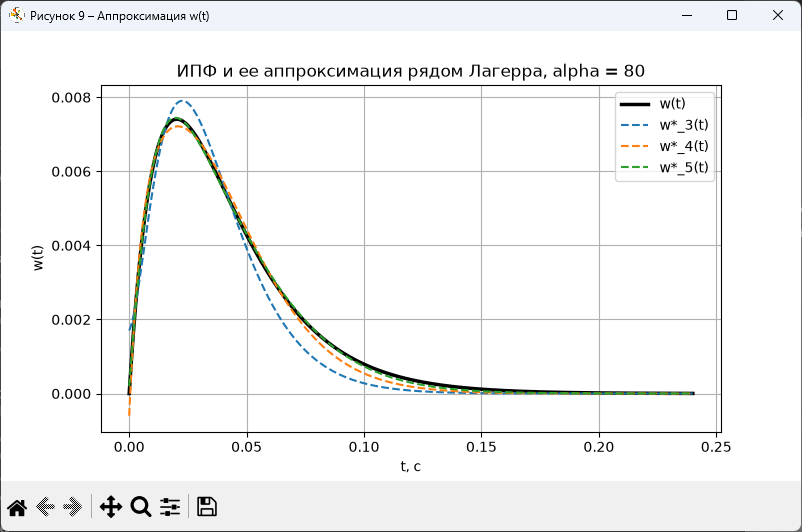 Рисунок 9 – Аппроксимация w(t)
ИПФ и ее аппроксимация рядом Лагерра, alpha = 80
w(t)
w*_3(t)
w*_4(t)
w*_5(t)
0.008
0.006
0.004
0.002
0.000
w(t)
0.00 0.05 0.10 0.15 0.20 0.25
t, с